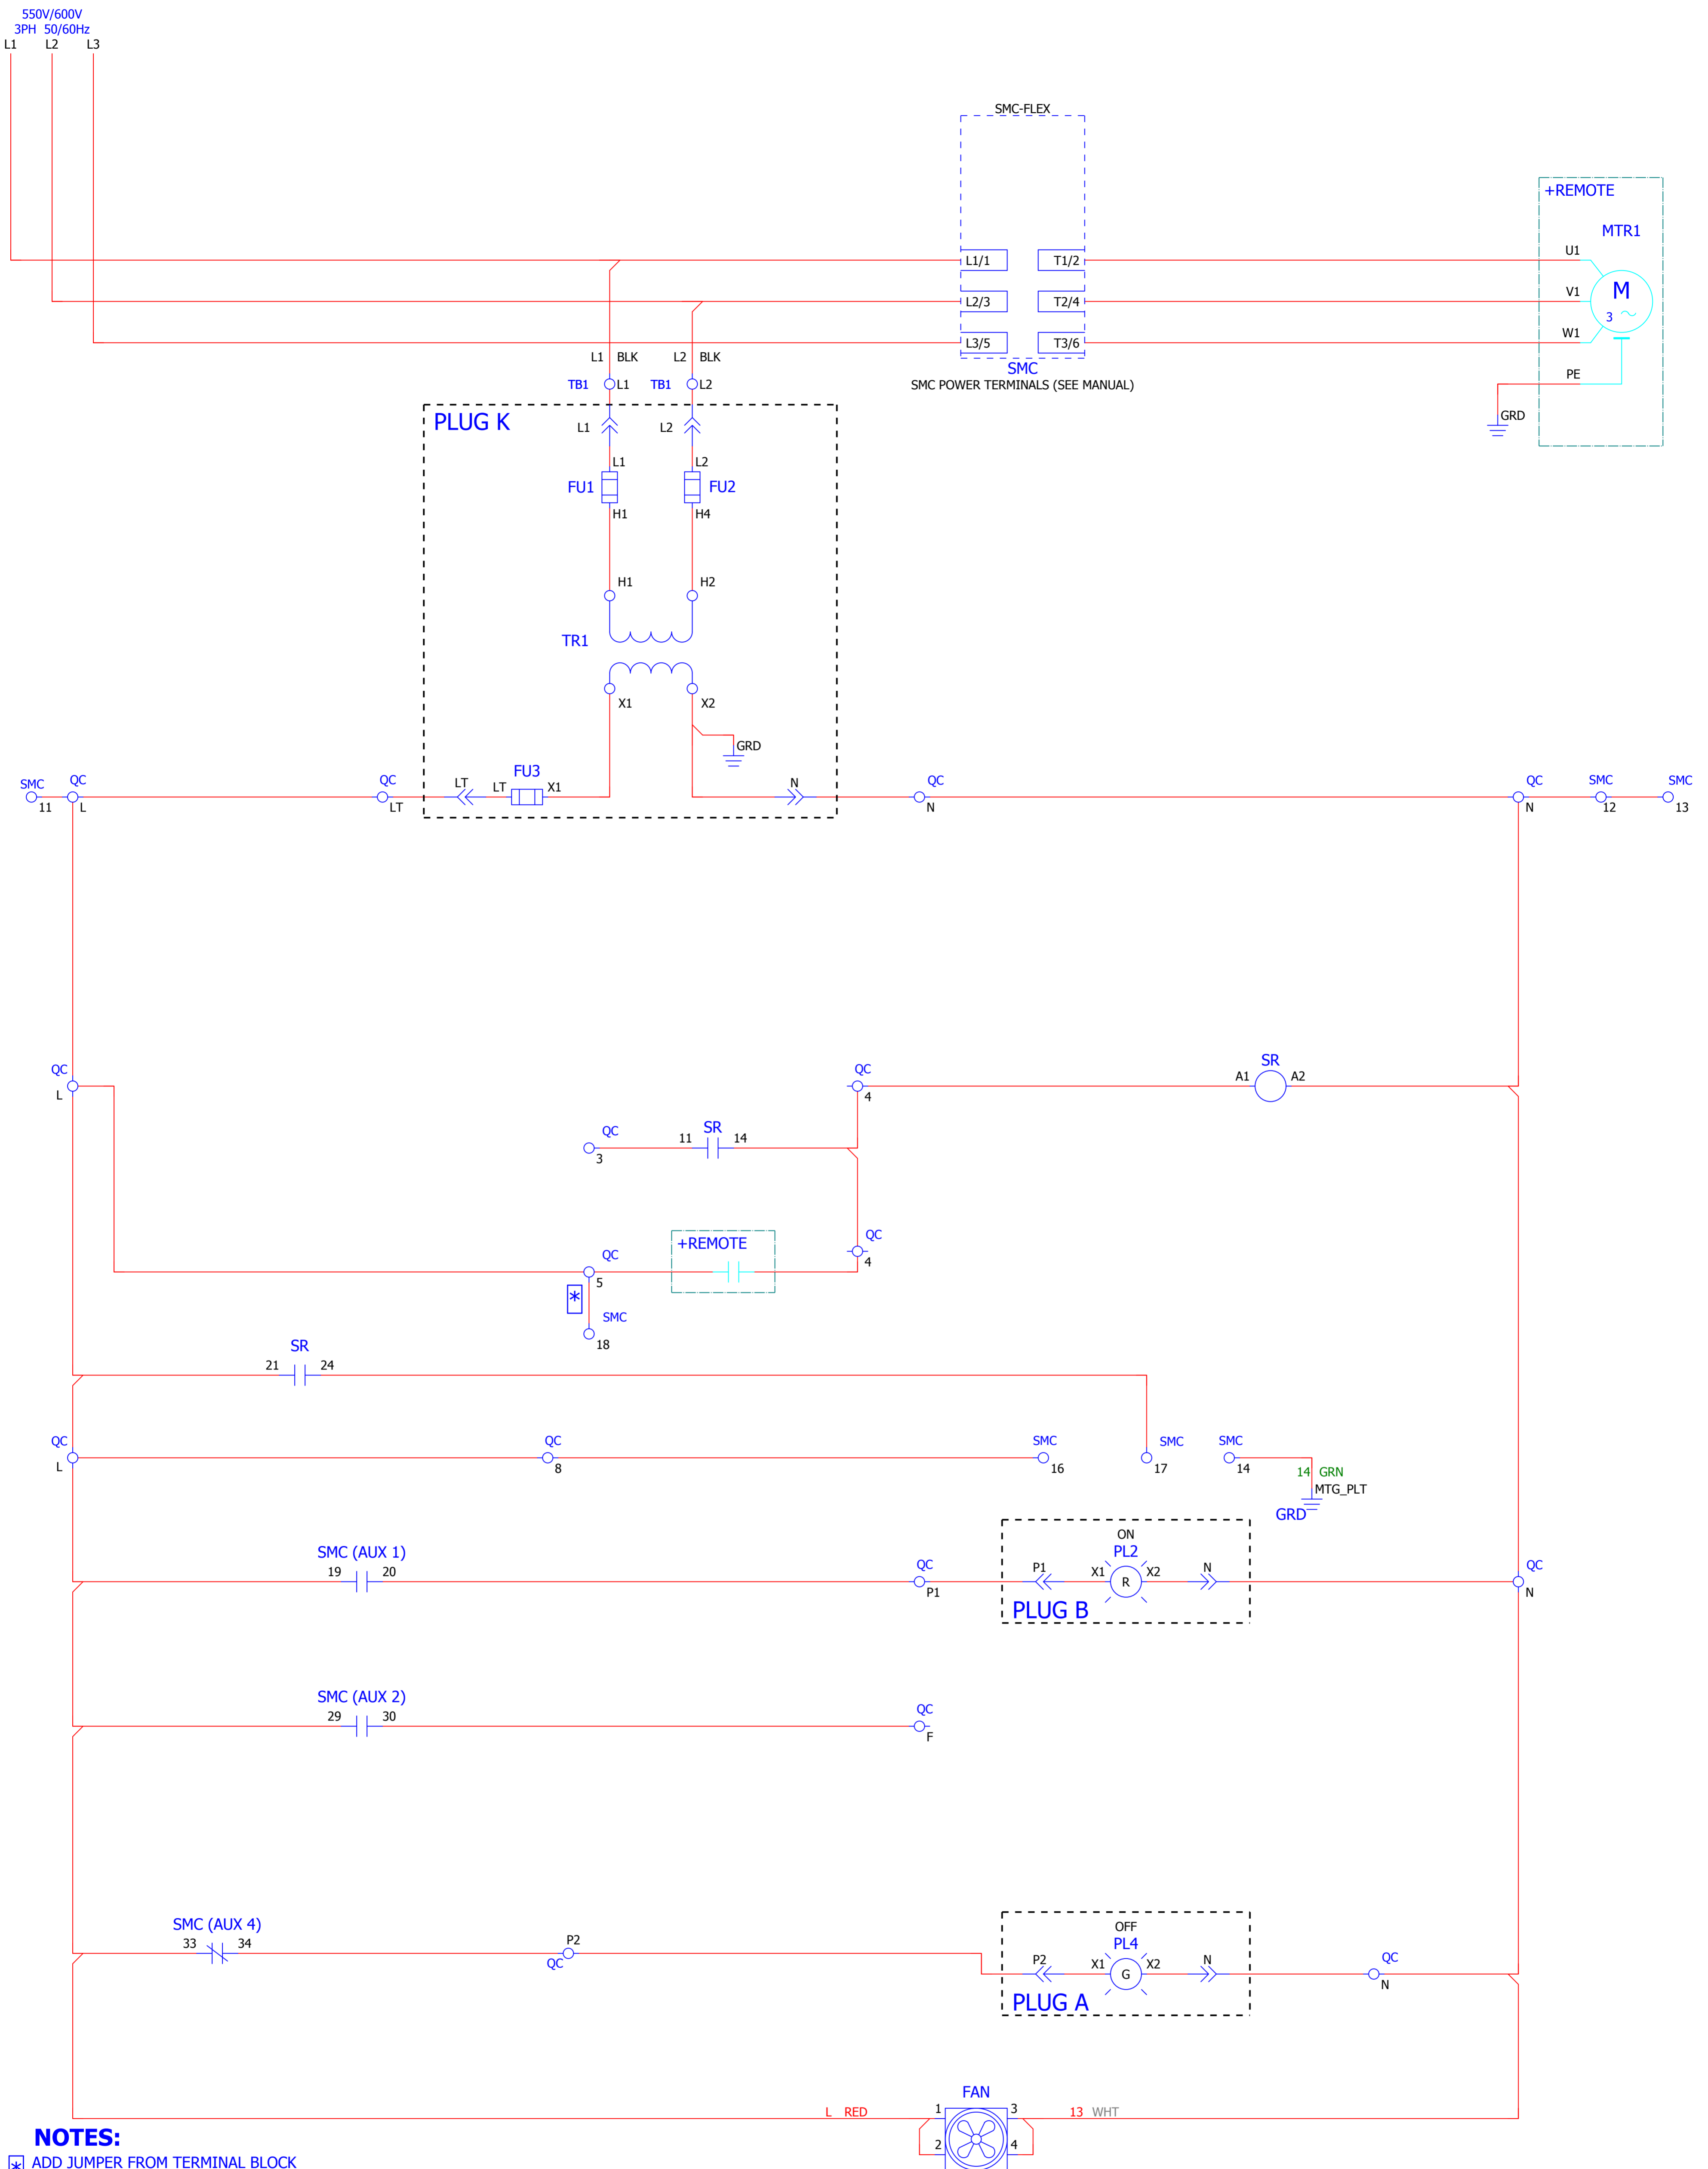 550V/600V
3PH 50/60Hz
L1 L2 L3
SMC-FLEX
+REMOTE
MTR1
L1/1 T1/2 U1
L2/3 T2/4 V1
M
3
L3/5 T3/6 W1
L1 BLK L2 BLK
SMC
SMC POWER TERMINALS (SEE MANUAL)
PE
TB1 L1 TB1 L2
GRD
PLUG K
L1 L2
L1 L2
FU1 FU2
H1 H4
H1 H2
TR1
X1 X2
GRD
SMC QC QC LT LT FU3 X1 N QC QC SMC SMC
11 L LT N N 12 13
QC QC SR
A1 A2
L 4
QC SR
11 14
3
+REMOTE QC
QC 4
5
*
SMC
18
SR
21 24
QC QC SMC SMC SMC
L 8 16 17 14
14 GRN
MTG_PLT
GRD
ON
SMC (AUX 1) PL2
19 20 QC P1 X1 R X2 N QC
P1 N
PLUG B
SMC (AUX 2)
29 30 QC
F
SMC (AUX 4) OFF
33 34 P2 PL4
QC P2 X1 G X2 N QC
N
PLUG A
FAN
L RED 1 3 13 WHT
2 4
NOTES:
* ADD JUMPER FROM TERMINAL BLOCK